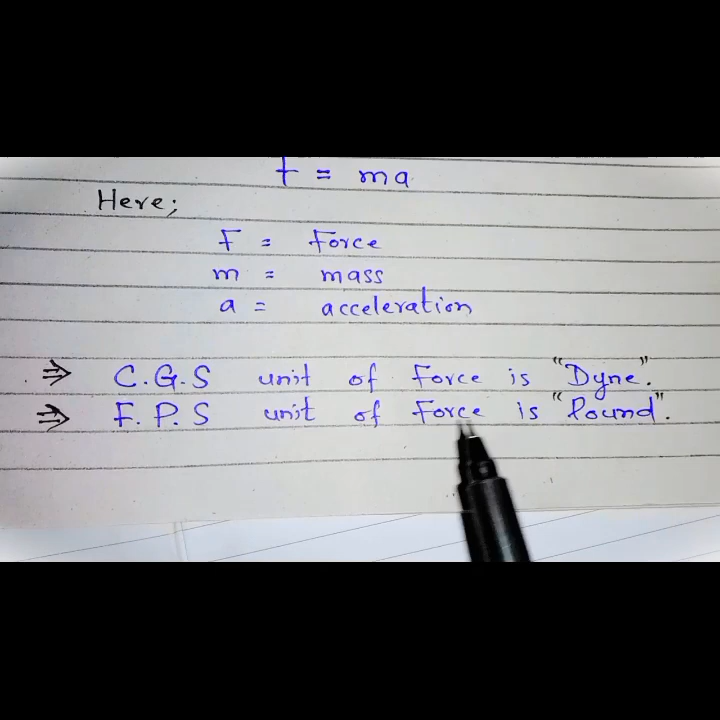 F = ma
Here;
F = Force
m = mass
a = acceleration
⇒ C.G.S unit of Force is "Dyne".
⇒ F.P.S unit of Force is "Pound".